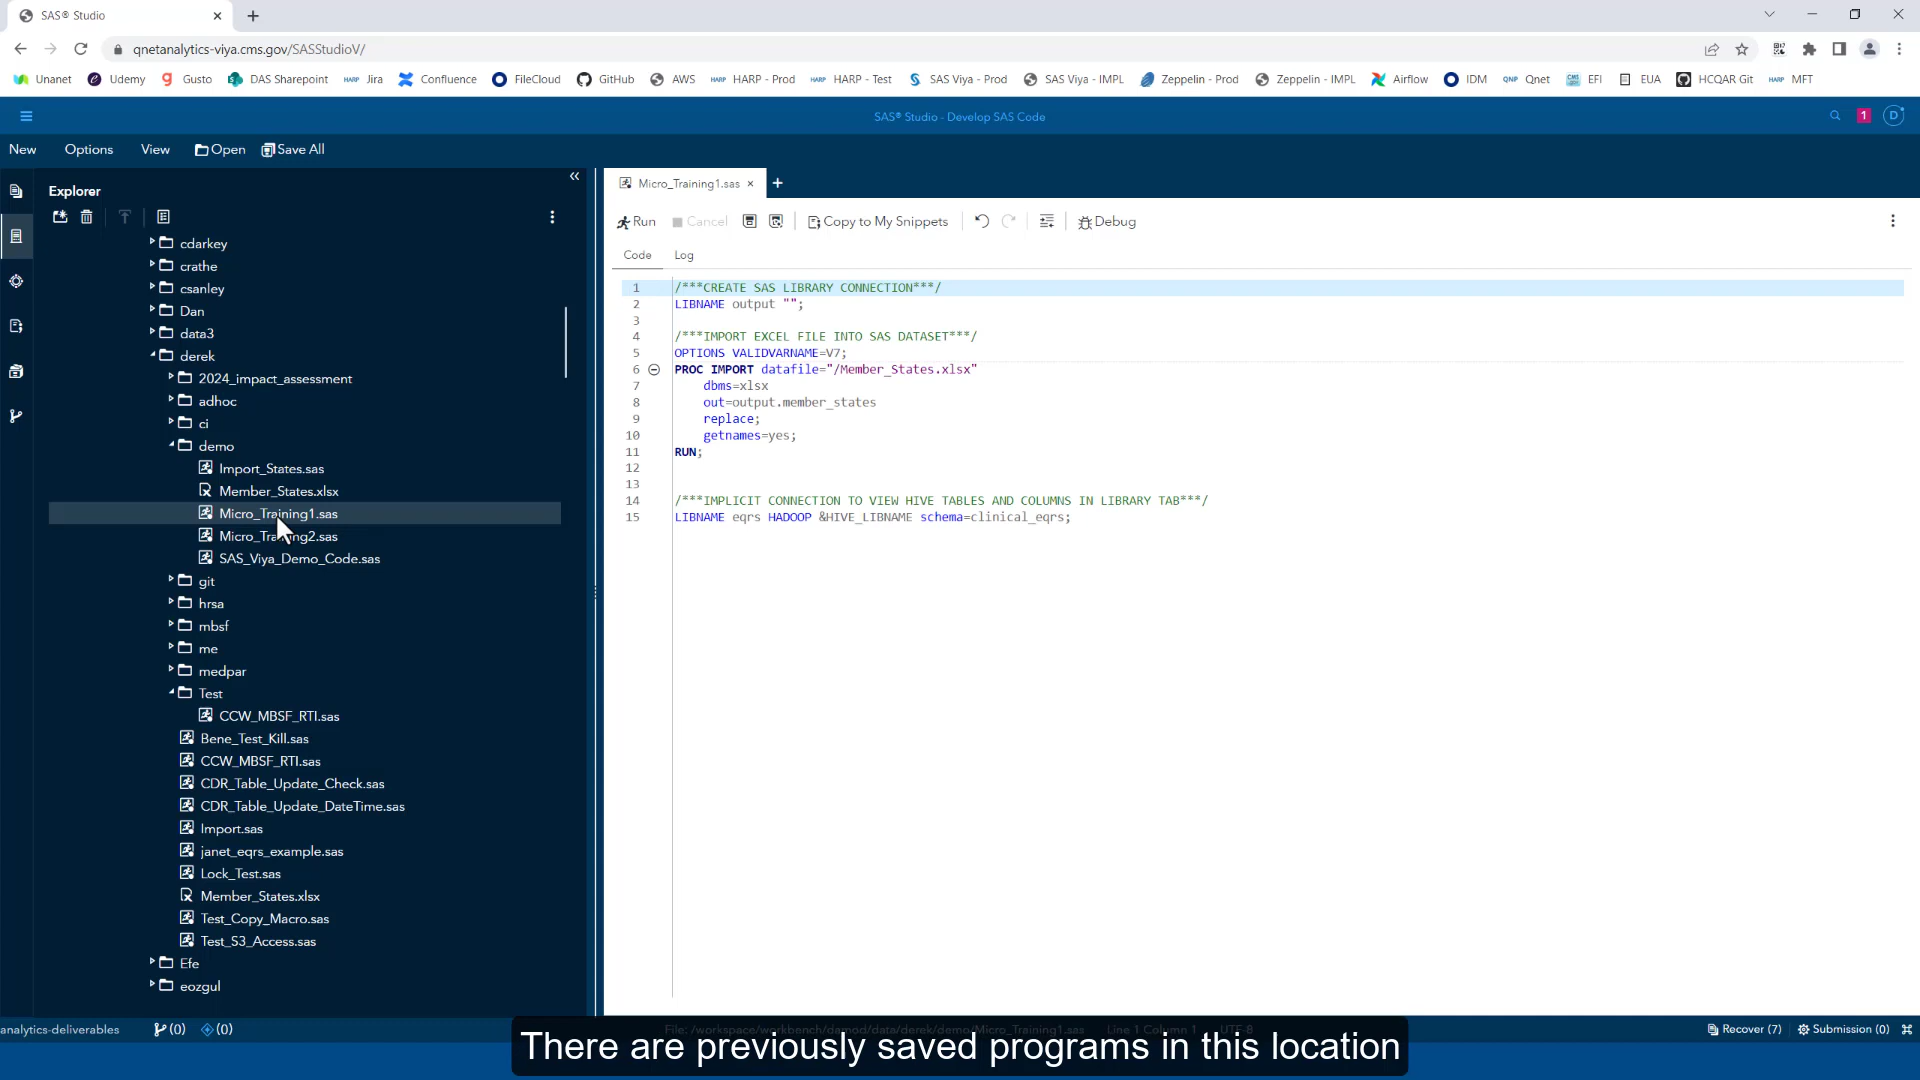 SAS® Studio
qnetanalytics-viya.cms.gov/SASStudioV/
Unanet Udemy Gusto DAS Sharepoint HARP Jira Confluence FileCloud GitHub AWS HARP HARP - Prod HARP HARP - Test SAS Viya - Prod SAS Viya - IMPL Zeppelin - Prod Zeppelin - IMPL Airflow IDM QNP Qnet CMS EFI EUA HCQAR Git HARP MFT
SAS® Studio - Develop SAS Code
1 D
New Options View Open Save All
Explorer
cdarkey
crathe
csanley
Dan
data3
derek
2024_impact_assessment
adhoc
ci
demo
Import_States.sas
Member_States.xlsx
Micro_Training1.sas
Micro_Training2.sas
SAS_Viya_Demo_Code.sas
git
hrsa
mbsf
me
medpar
Test
CCW_MBSF_RTI.sas
Bene_Test_Kill.sas
CCW_MBSF_RTI.sas
CDR_Table_Update_Check.sas
CDR_Table_Update_DateTime.sas
Import.sas
janet_eqrs_example.sas
Lock_Test.sas
Member_States.xlsx
Test_Copy_Macro.sas
Test_S3_Access.sas
Efe
eozgul
Micro_Training1.sas
Run Cancel Copy to My Snippets Debug
Code Log
1 /***CREATE SAS LIBRARY CONNECTION***/
2 LIBNAME output "";
3
4 /***IMPORT EXCEL FILE INTO SAS DATASET***/
5 OPTIONS VALIDVARNAME=V7;
6 PROC IMPORT datafile="/Member_States.xlsx"
7 dbms=xlsx
8 out=output.member_states
9 replace;
10 getnames=yes;
11 RUN;
12
13
14 /***IMPLICIT CONNECTION TO VIEW HIVE TABLES AND COLUMNS IN LIBRARY TAB***/
15 LIBNAME eqrs HADOOP &HIVE_LIBNAME schema=clinical_eqrs;
analytics-deliverables (0) (0) File: /workspace/workbench/damod/data/derek/demo/Micro_Training1.sas Line 1 Column 1 UTF-8 Recover (7) Submission (0)
There are previously saved programs in this location